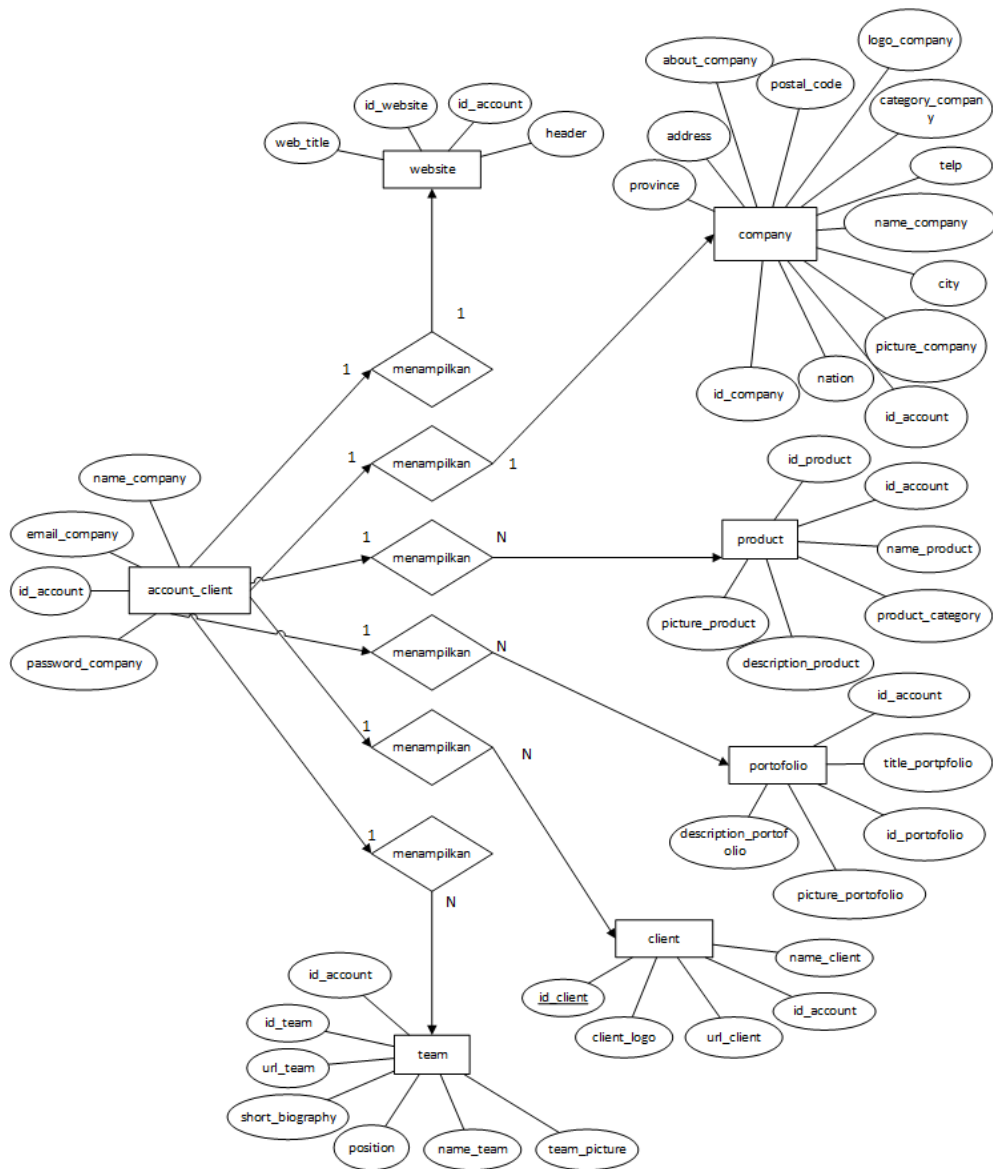 logo_company
about_company
postal_code
id_website
id_account
category_compan
y
web_title
header
address
website
telp
province
name_company
company
city
1
menampilkan
1
picture_company
nation
id_company
id_account
1
menampilkan
1
id_product
name_company
id_account
email_company
1
N
product
name_product
menampilkan
id_account
account_client
product_category
picture_product
1
N
menampilkan
password_company
description_product
id_account
1
menampilkan
N
portofolio
title_portpfolio
description_portof
olio
id_portofolio
1
menampilkan
picture_portofolio
N
client
name_client
id_account
id_client
id_account
id_team
client_logo
url_client
team
url_team
short_biography
position
name_team
team_picture